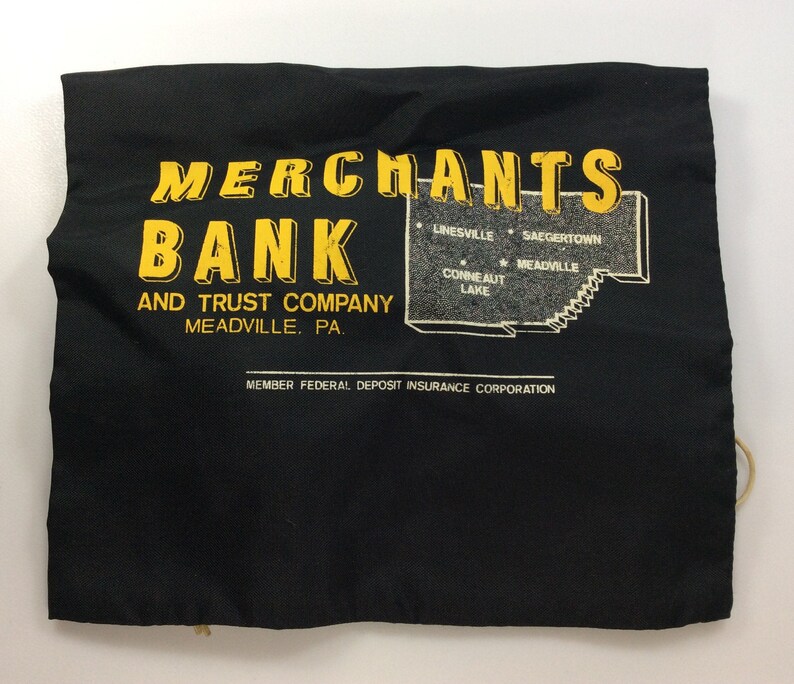 MERCHANTS
BANK
AND TRUST COMPANY
MEADVILLE, PA.
LINESVILLE
SAEGERTOWN
MEADVILLE
CONNEAUT
LAKE
MEMBER FEDERAL DEPOSIT INSURANCE CORPORATION